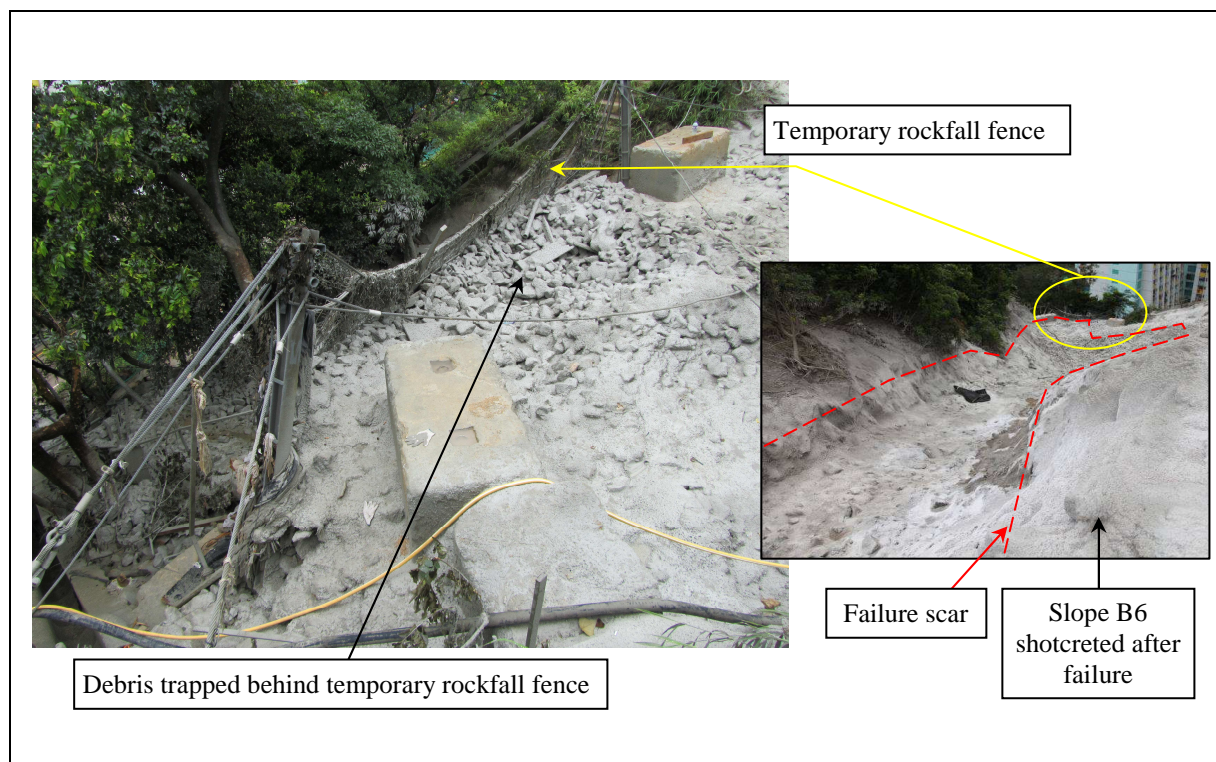 Temporary rockfall fence
Failure scar
Slope B6
shotcreted after
failure
Debris trapped behind temporary rockfall fence